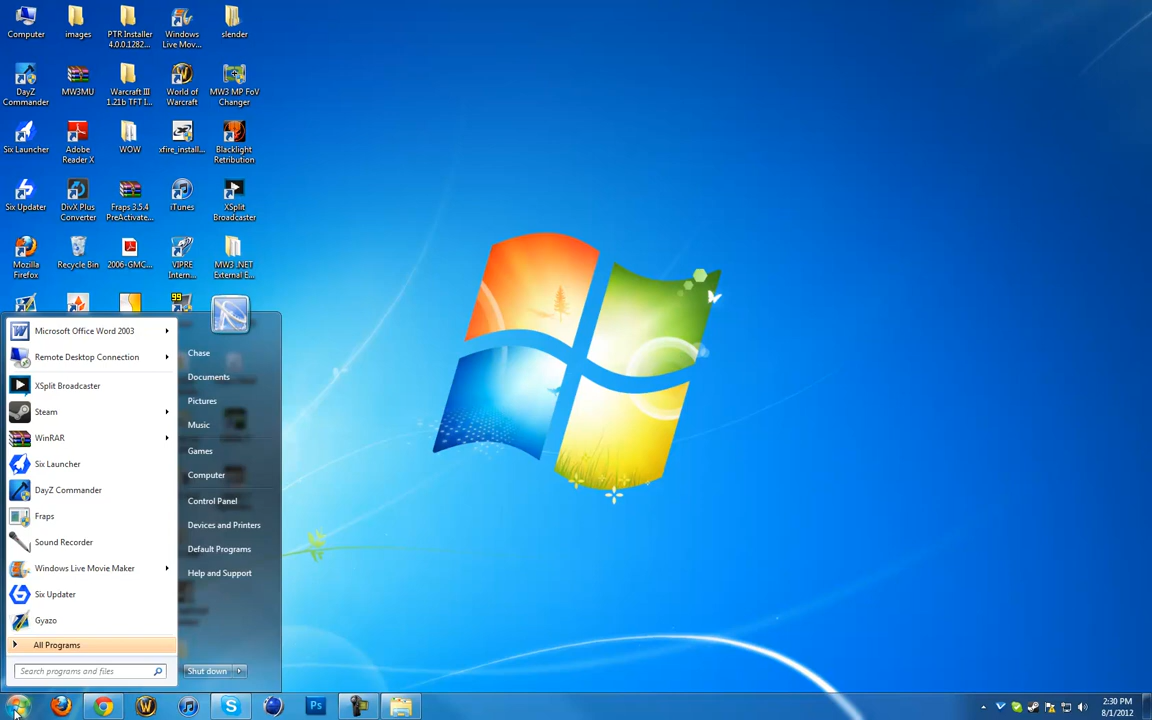 Computer
images
PTR Installer
4.0.0.1282...
Windows
Live Mov...
slender
DayZ
Commander
MW3MU
Warcraft III
1.21b TFT I...
World of
Warcraft
MW3 MP FoV
Changer
Six Launcher
Adobe
Reader X
WOW
xfire_install...
Blacklight
Retribution
Six Updater
DivX Plus
Converter
Fraps 3.5.4
PreActivate...
iTunes
XSplit
Broadcaster
Mozilla
Firefox
Recycle Bin
2006-GMC...
VIPRE
Intern...
MW3 .NET
External E...
99
Microsoft Office Word 2003
Remote Desktop Connection
XSplit Broadcaster
Steam
WinRAR
Six Launcher
DayZ Commander
Fraps
Sound Recorder
Windows Live Movie Maker
Six Updater
Gyazo
All Programs
Search programs and files
Chase
Documents
Pictures
Music
Games
Computer
Control Panel
Devices and Printers
Default Programs
Help and Support
Shut down
Ps
2:30 PM
8/1/2012